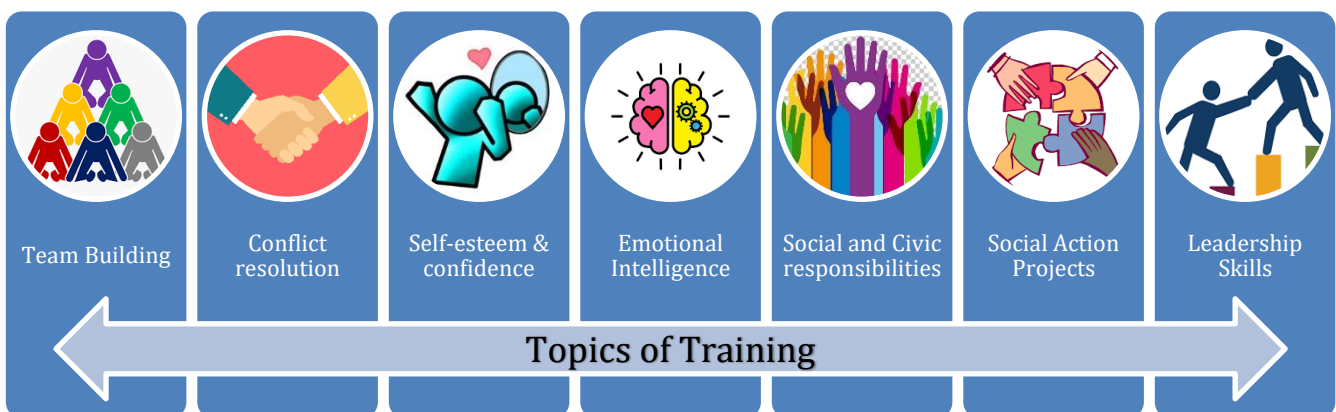 Team Building
Conflict
resolution
Self-esteem &
confidence
Emotional
Intelligence
Social and Civic
responsibilities
Social Action
Projects
Leadership
Skills
Topics of Training